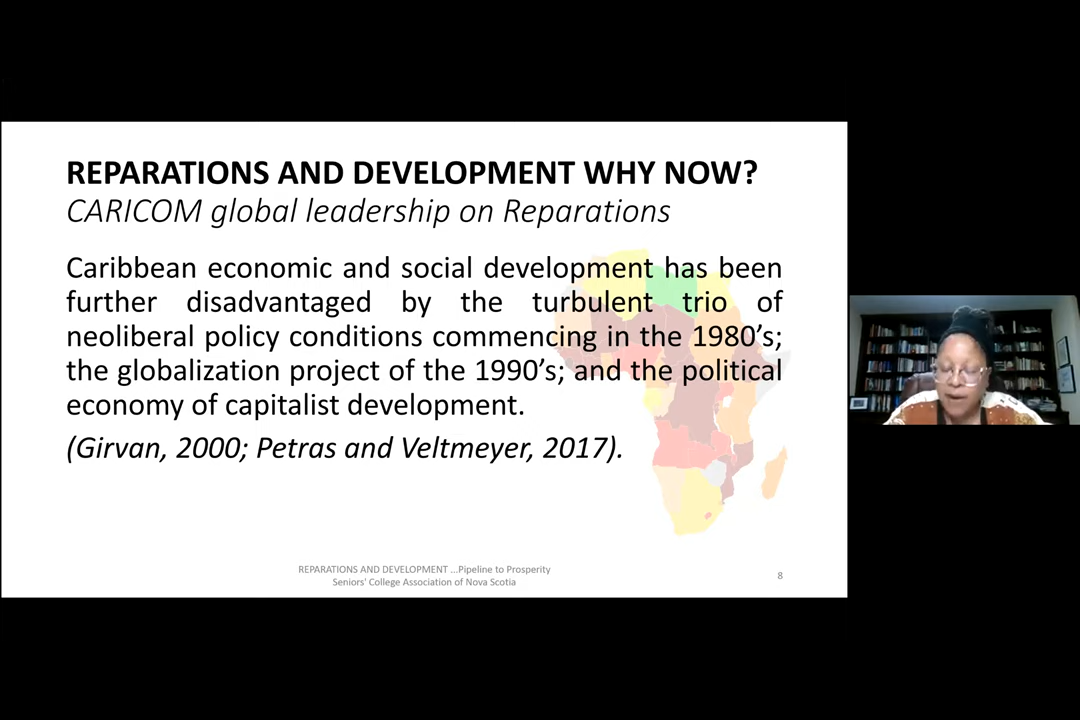 REPARATIONS AND DEVELOPMENT WHY NOW?
CARICOM global leadership on Reparations
Caribbean economic and social development has been
further disadvantaged by the turbulent trio of
neoliberal policy conditions commencing in the 1980’s;
the globalization project of the 1990’s; and the political
economy of capitalist development.
(Girvan, 2000; Petras and Veltmeyer, 2017).
REPARATIONS AND DEVELOPMENT ...Pipeline to Prosperity
Seniors' College Association of Nova Scotia
8